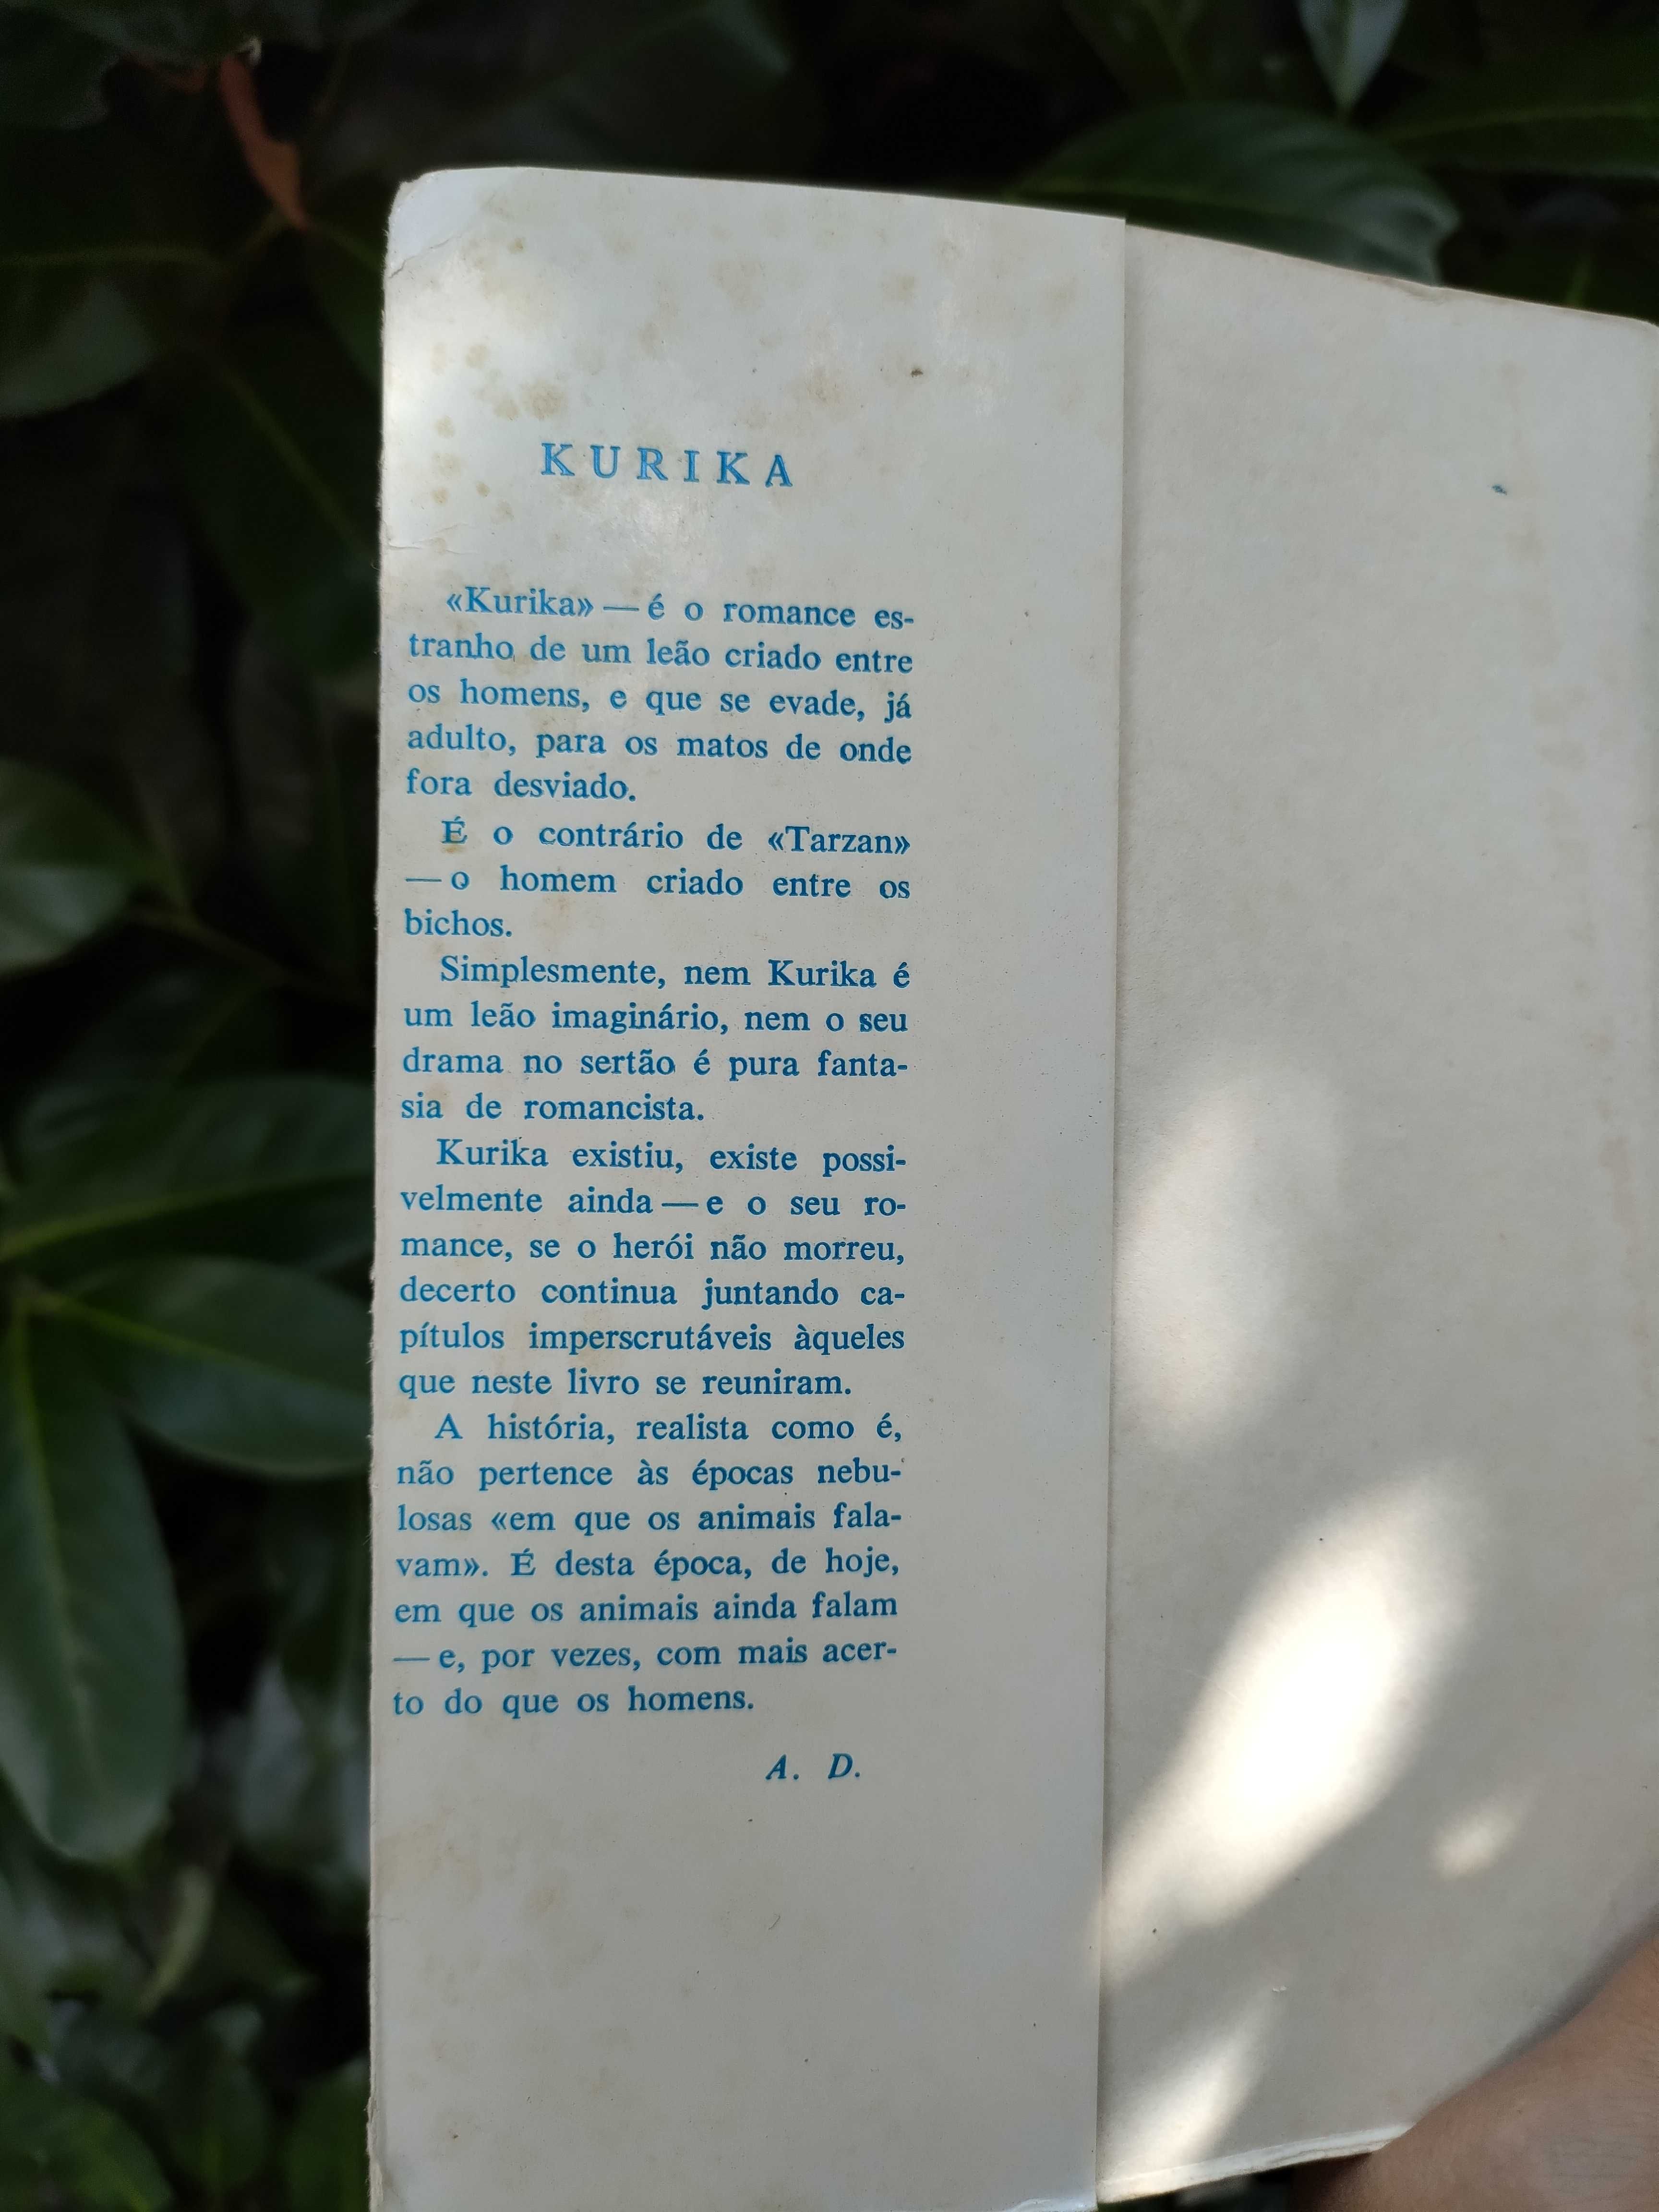 KURIKA
«Kurika» — é o romance es-
tranho de um leão criado entre
os homens, e que se evade, já
adulto, para os matos de onde
fora desviado.
É o contrário de «Tarzan»
— o homem criado entre os
bichos.
Simplesmente, nem Kurika é
um leão imaginário, nem o seu
drama no sertão é pura fanta-
sia de romancista.
Kurika existiu, existe possi-
velmente ainda — e o seu ro-
mance, se o herói não morreu,
decerto continua juntando ca-
pítulos imperscrutáveis àqueles
que neste livro se reuniram.
A história, realista como é,
não pertence às épocas nebu-
losas «em que os animais fala-
vam». É desta época, de hoje,
em que os animais ainda falam
— e, por vezes, com mais acer-
to do que os homens.
A. D.